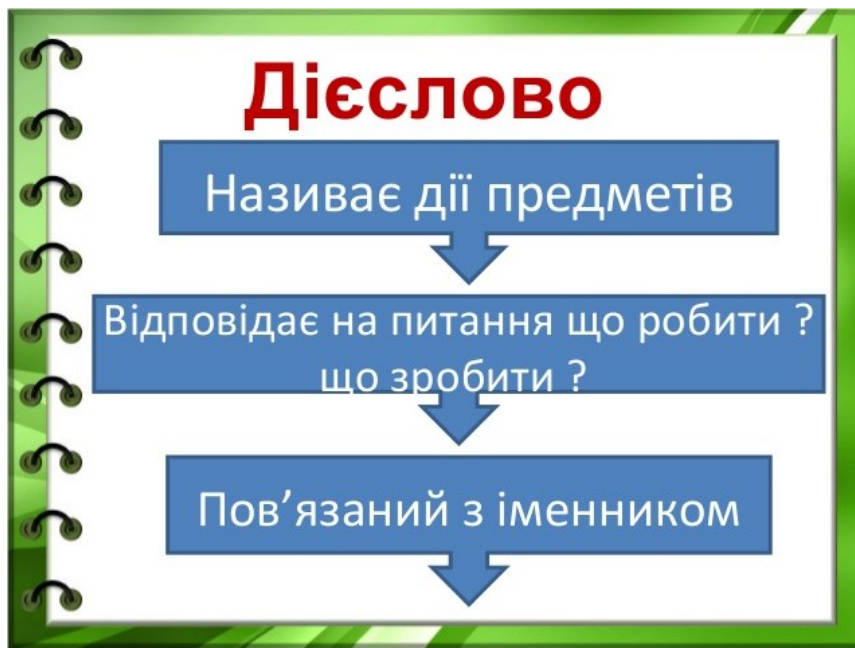 Дієслово
Називає дії предметів
Відповідає на питання що робити ?
що зробити ?
Пов’язаний з іменником